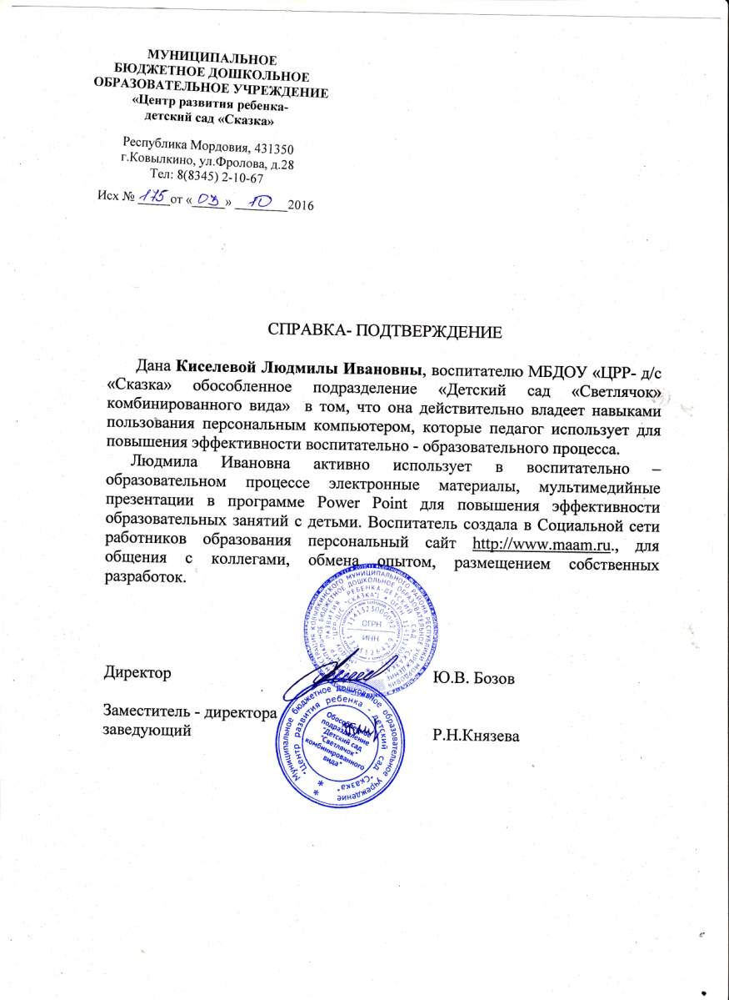 МУНИЦИПАЛЬНОЕ
БЮДЖЕТНОЕ ДОШКОЛЬНОЕ
ОБРАЗОВАТЕЛЬНОЕ УЧРЕЖДЕНИЕ
«Центр развития ребенка-
детский сад «Сказка»
Республика Мордовия, 431350
г.Ковылкино, ул.Фролова, д.28
Тел: 8(8345) 2-10-67
Исх № 175 от « 03 » 10 2016
СПРАВКА- ПОДТВЕРЖДЕНИЕ
Дана Киселевой Людмилы Ивановны, воспитателю МБДОУ «ЦРР- д/с
«Сказка» обособленное подразделение «Детский сад «Светлячок»
комбинированного вида» в том, что она действительно владеет навыками
пользования персональным компьютером, которые педагог использует для
повышения эффективности воспитательно - образовательного процесса.
Людмила Ивановна активно использует в воспитательно –
образовательном процессе электронные материалы, мультимедийные
презентации в программе Power Point для повышения эффективности
образовательных занятий с детьми. Воспитатель создала в Социальной сети
работников образования персональный сайт http://www.maam.ru., для
общения с коллегами, обмена опытом, размещением собственных
разработок.
ОГРН
ИНН
Директор
Ю.В. Бозов
Заместитель - директора
заведующий
Р.Н.Князева
Муниципальное бюджетное дошкольное образовательное учреждение
"Центр развития ребенка - детский сад "Сказка"
Обособленное
подразделение
"Детский сад
"Светлячок"
комбинированного
вида"